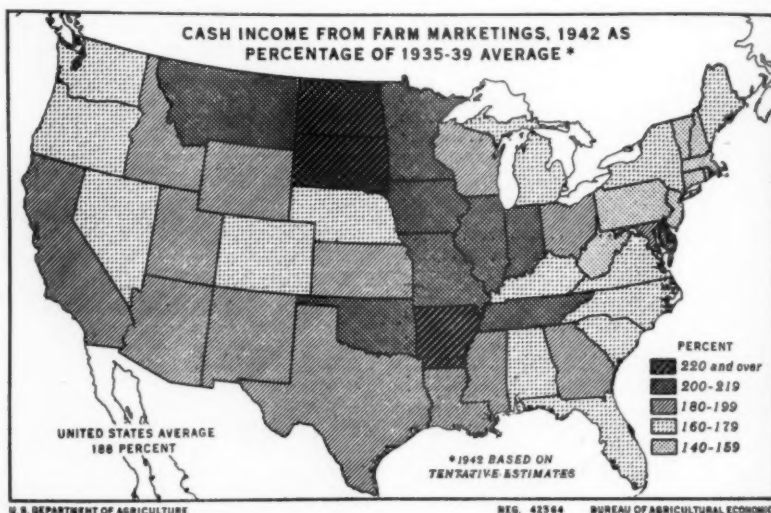 CASH INCOME FROM FARM MARKETINGS, 1942 AS
PERCENTAGE OF 1935-39 AVERAGE *
PERCENT
220 and over
200-219
180-199
160-179
140-159
UNITED STATES AVERAGE
188 PERCENT
* 1942 BASED ON
TENTATIVE ESTIMATES
U. S. DEPARTMENT OF AGRICULTURE
NEG. 42564 BUREAU OF AGRICULTURAL ECONOMIC